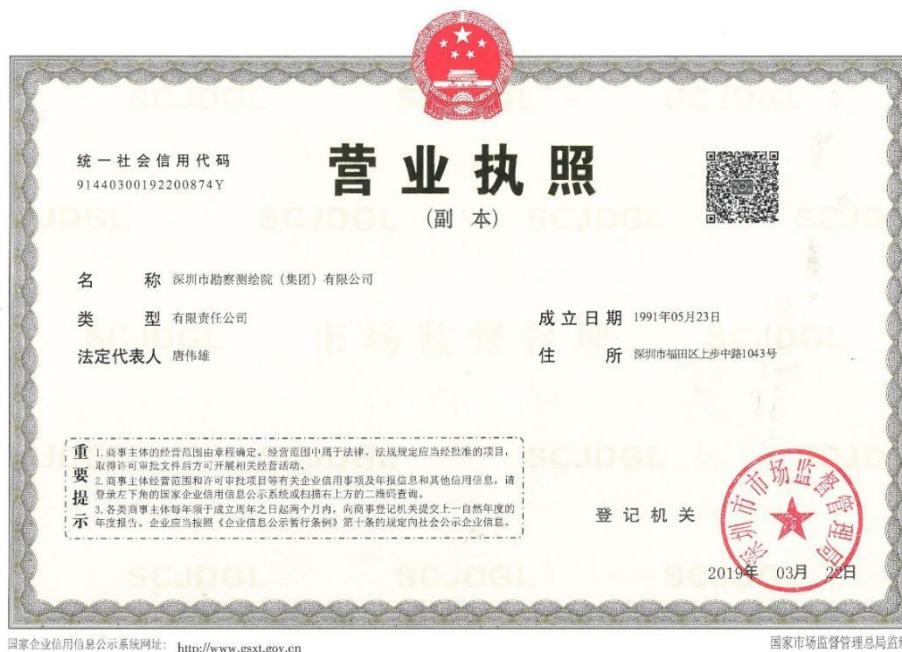 统一社会信用代码
91440300192200874Y
营业执照
(副 本)
名 称 深圳市勘察测绘院（集团）有限公司
类 型 有限责任公司
法定代表人 唐伟雄
成立日期 1991年05月23日
住 所 深圳市福田区上步中路1043号
重要提示
1.商事主体的经营范围由章程确定。经营范围中属于法律、法规规定应当经批准的项目，
取得许可审批文件后方可开展相关经营活动。
2.商事主体经营范围和许可审批项目等有关企业信用事项及年报信息和其他信用信息，请
登录左下角的国家企业信用信息公示系统或扫描右上方的二维码查询。
3.各类商事主体每年须于成立周年之日起两个月内，向商事登记机关提交上一自然年度的
年度报告。企业应当按照《企业信息公示暂行条例》第十条的规定向社会公示企业信息。
登记机关
深圳市市场监督管理局
2019年 03月 22日
SCJDGL
市场监督管理
国家企业信用信息公示系统网址： http://www.gsxt.gov.cn
国家市场监督管理总局监制